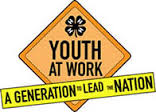 YOUTH
AT WORK
A GENERATION TO LEAD THE NATION